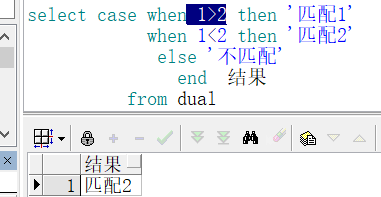 select case when 1>2 then '匹配1'
when 1<2 then '匹配2'
else '不匹配'
end 结果
from dual
结果
1 匹配2